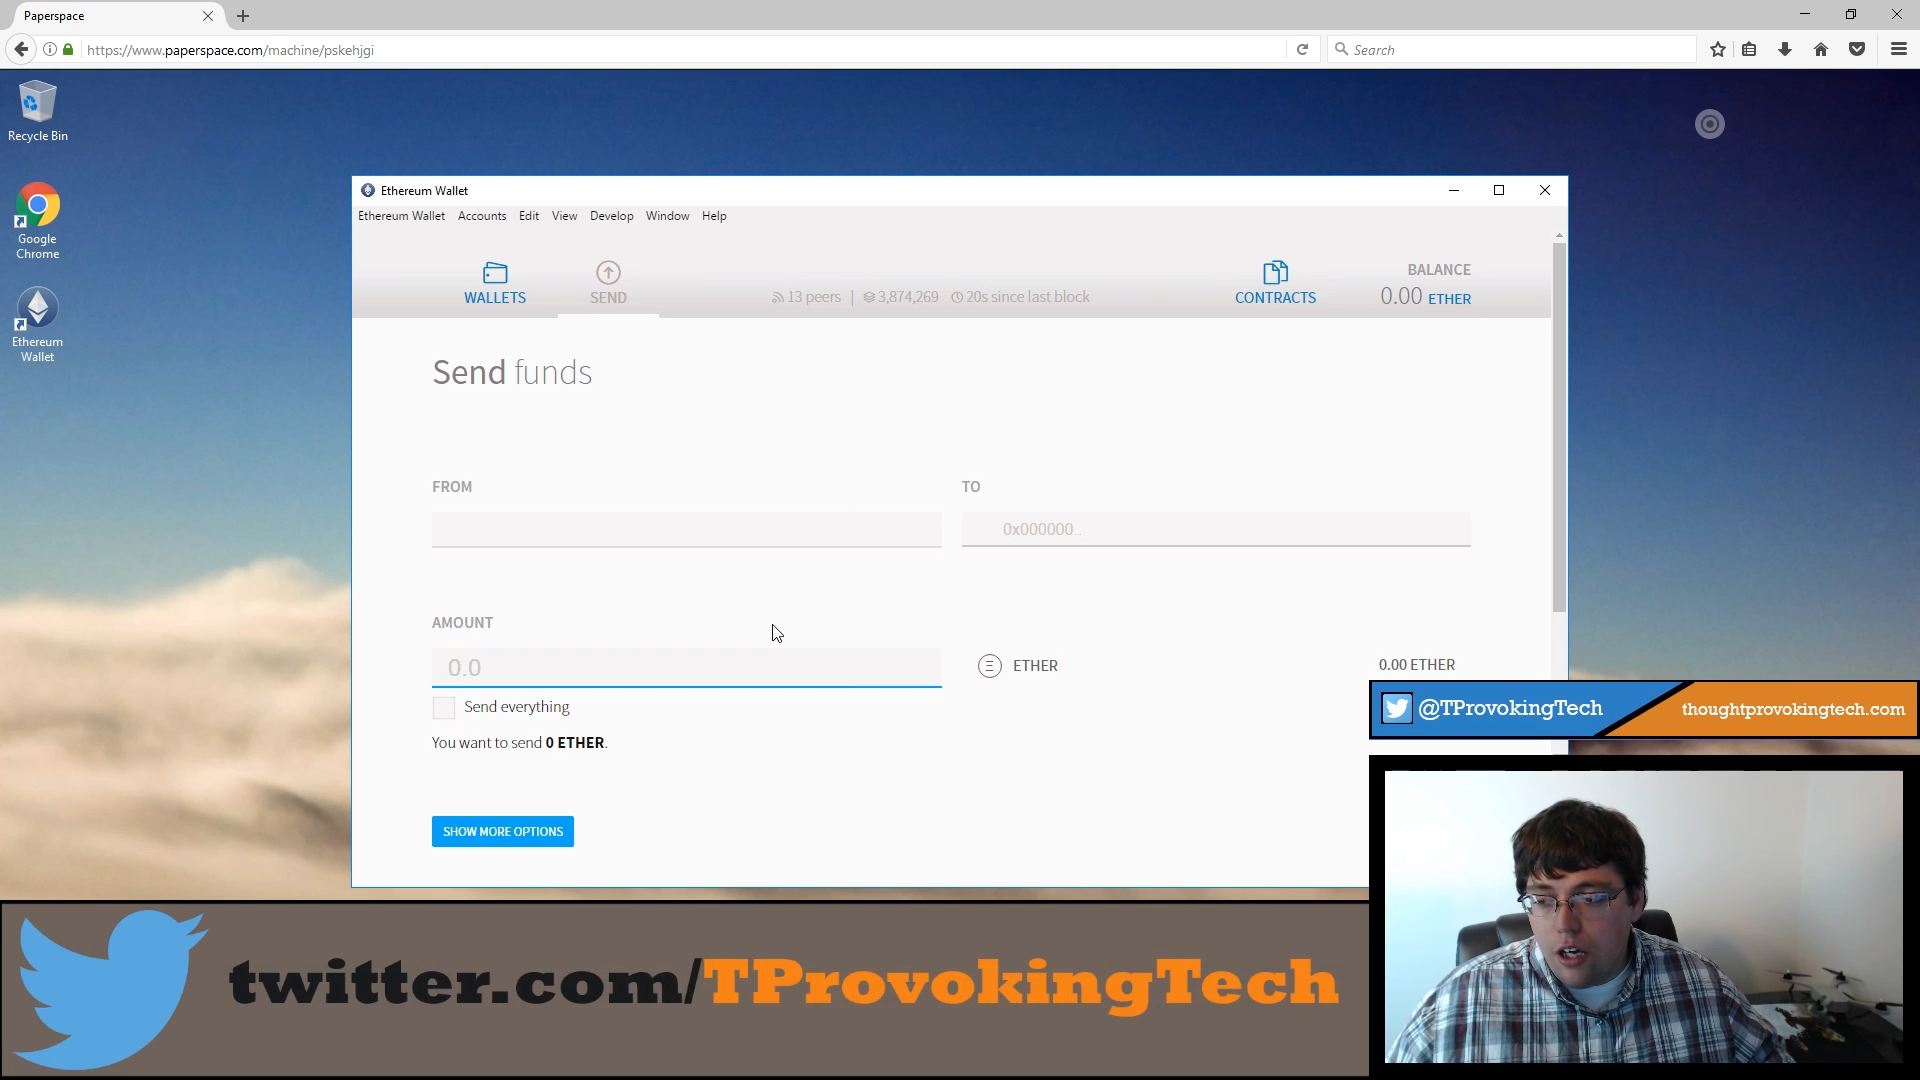 Paperspace
https://www.paperspace.com/machine/pskehjgi
Search
Recycle Bin
Google
Chrome
Ethereum
Wallet
Ethereum Wallet
Ethereum Wallet Accounts Edit View Develop Window Help
WALLETS
SEND
13 peers | 3,874,269 20s since last block
CONTRACTS
BALANCE
0.00 ETHER
Send funds
FROM
TO
0x000000..
AMOUNT
0.0
ETHER
0.00 ETHER
Send everything
You want to send 0 ETHER.
SHOW MORE OPTIONS
@TProvokingTech
thoughtprovokingtech.com
twitter.com/TProvokingTech